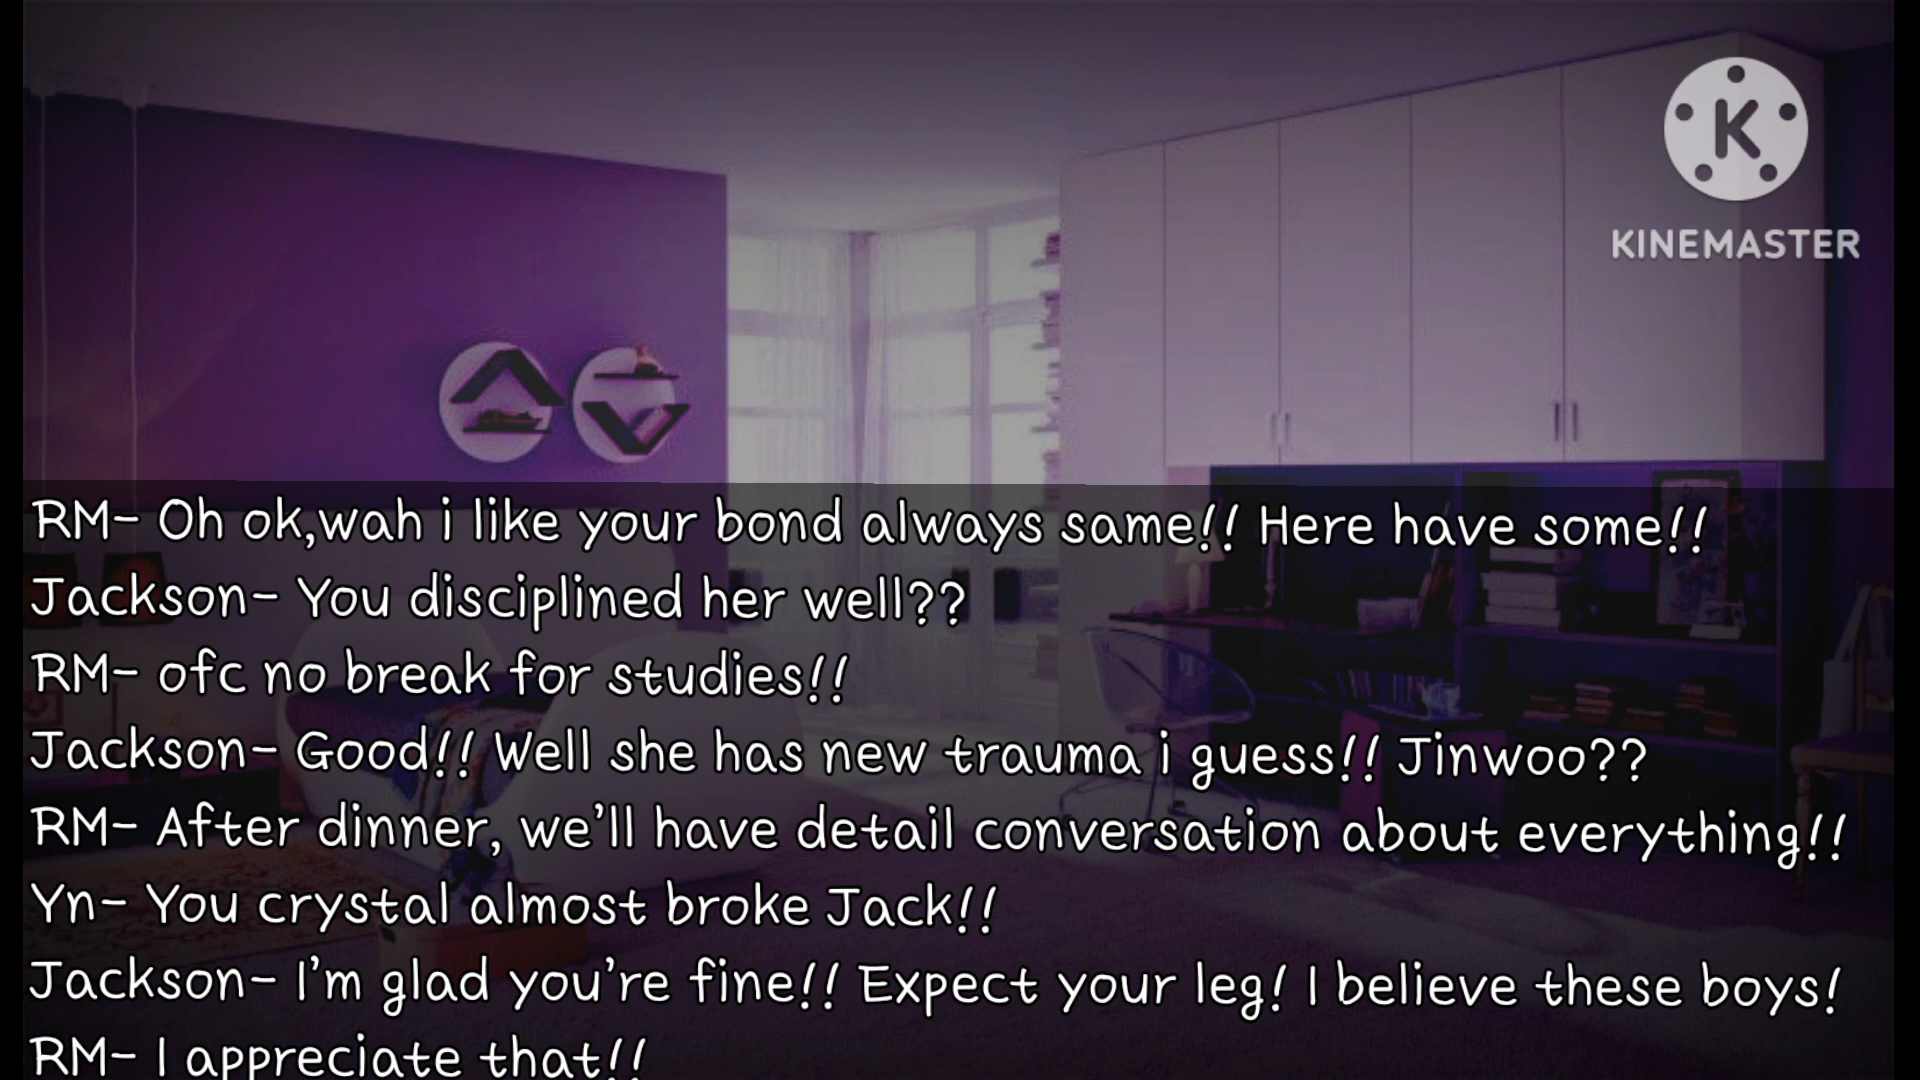 K
KINEMASTER
RM- Oh ok,wah i like your bond always same!! Here have some!!
Jackson- You disciplined her well??
RM- ofc no break for studies!!
Jackson- Good!! Well she has new trauma i guess!! Jinwoo??
RM- After dinner, we'll have detail conversation about everything!!
Yn- You crystal almost broke Jack!!
Jackson- I'm glad you're fine!! Expect your leg! I believe these boys!
RM- I appreciate that!!